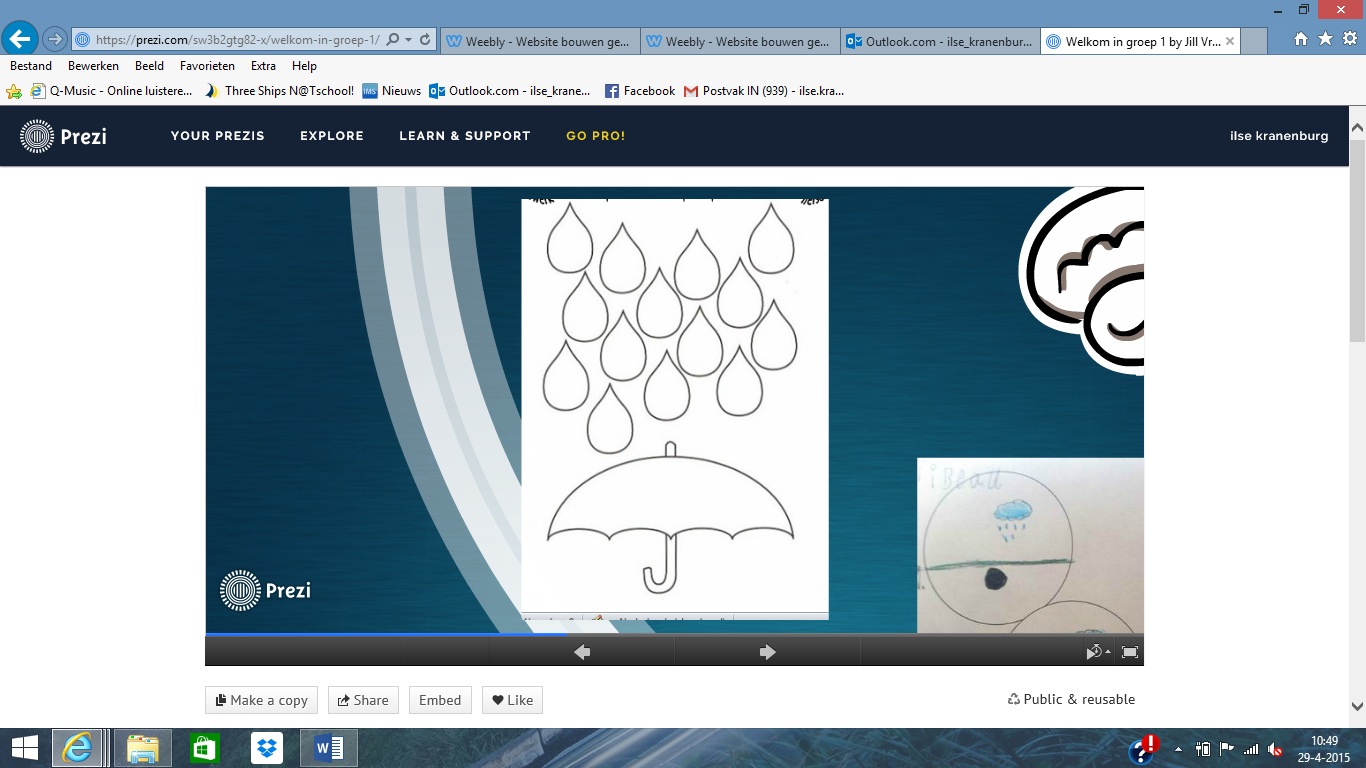 https://prezi.com/sw3b2gtg82-x/welkom-in-groep-1/
Weebly - Website bouwen ge...
Weebly - Website bouwen ge...
Outlook.com - ilse_kranenbur...
Welkom in groep 1 by Jill Vr...
Bestand Bewerken Beeld Favorieten Extra Help
Q-Music - Online luistere... Three Ships N@Tschool! IMS Nieuws Outlook.com - ilse_krane... Facebook Postvak IN (939) - ilse.kra...
Prezi YOUR PREZIS EXPLORE LEARN & SUPPORT GO PRO! ilse kranenburg
Prezi
Make a copy Share Embed Like Public & reusable
10:49
29-4-2015